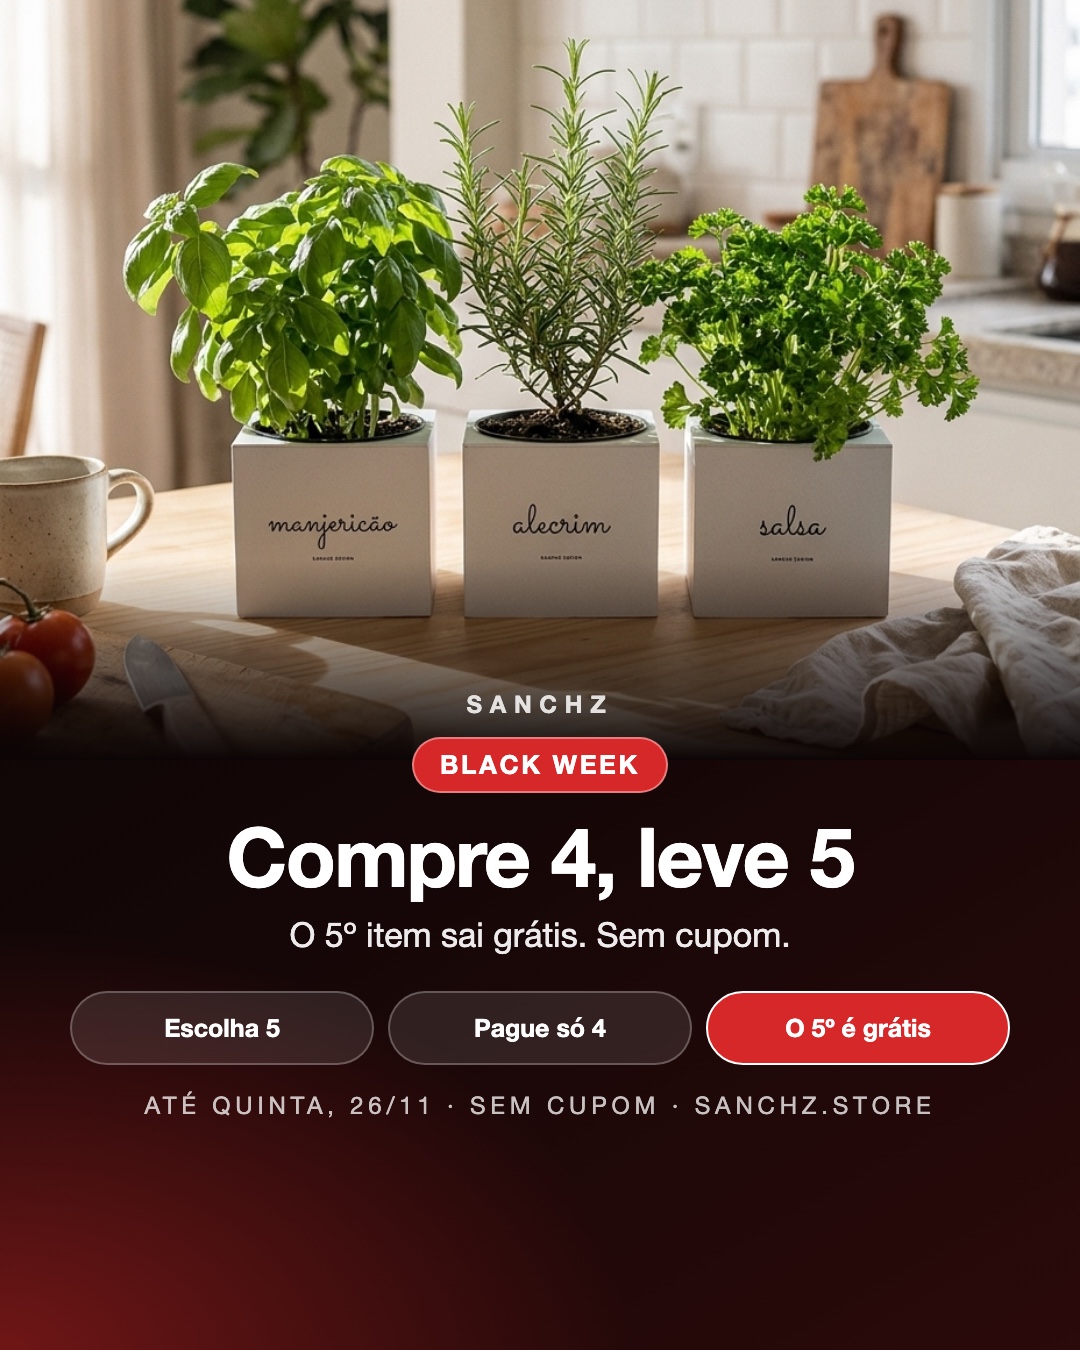 manjericão
alecrim
salsa
SANCHZ
BLACK WEEK
Compre 4, leve 5
O 5º item sai grátis. Sem cupom.
Escolha 5
Pague só 4
O 5º é grátis
ATÉ QUINTA, 26/11 · SEM CUPOM · SANCHZ.STORE